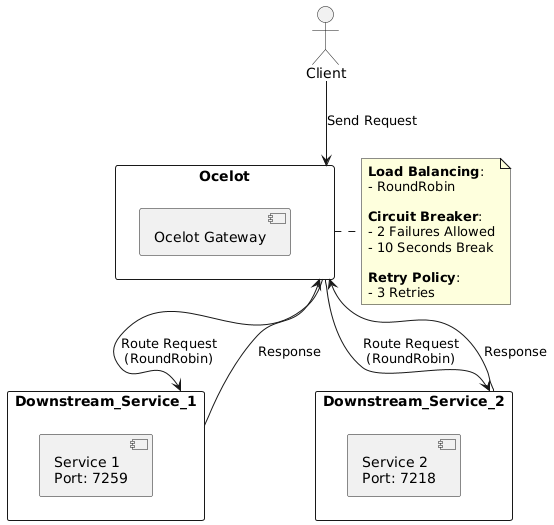 Client
Send Request
Ocelot
Ocelot Gateway
Load Balancing:
- RoundRobin
Circuit Breaker:
- 2 Failures Allowed
- 10 Seconds Break
Retry Policy:
- 3 Retries
Route Request
(RoundRobin)
Response
Route Request
(RoundRobin)
Response
Downstream_Service_1
Service 1
Port: 7259
Downstream_Service_2
Service 2
Port: 7218